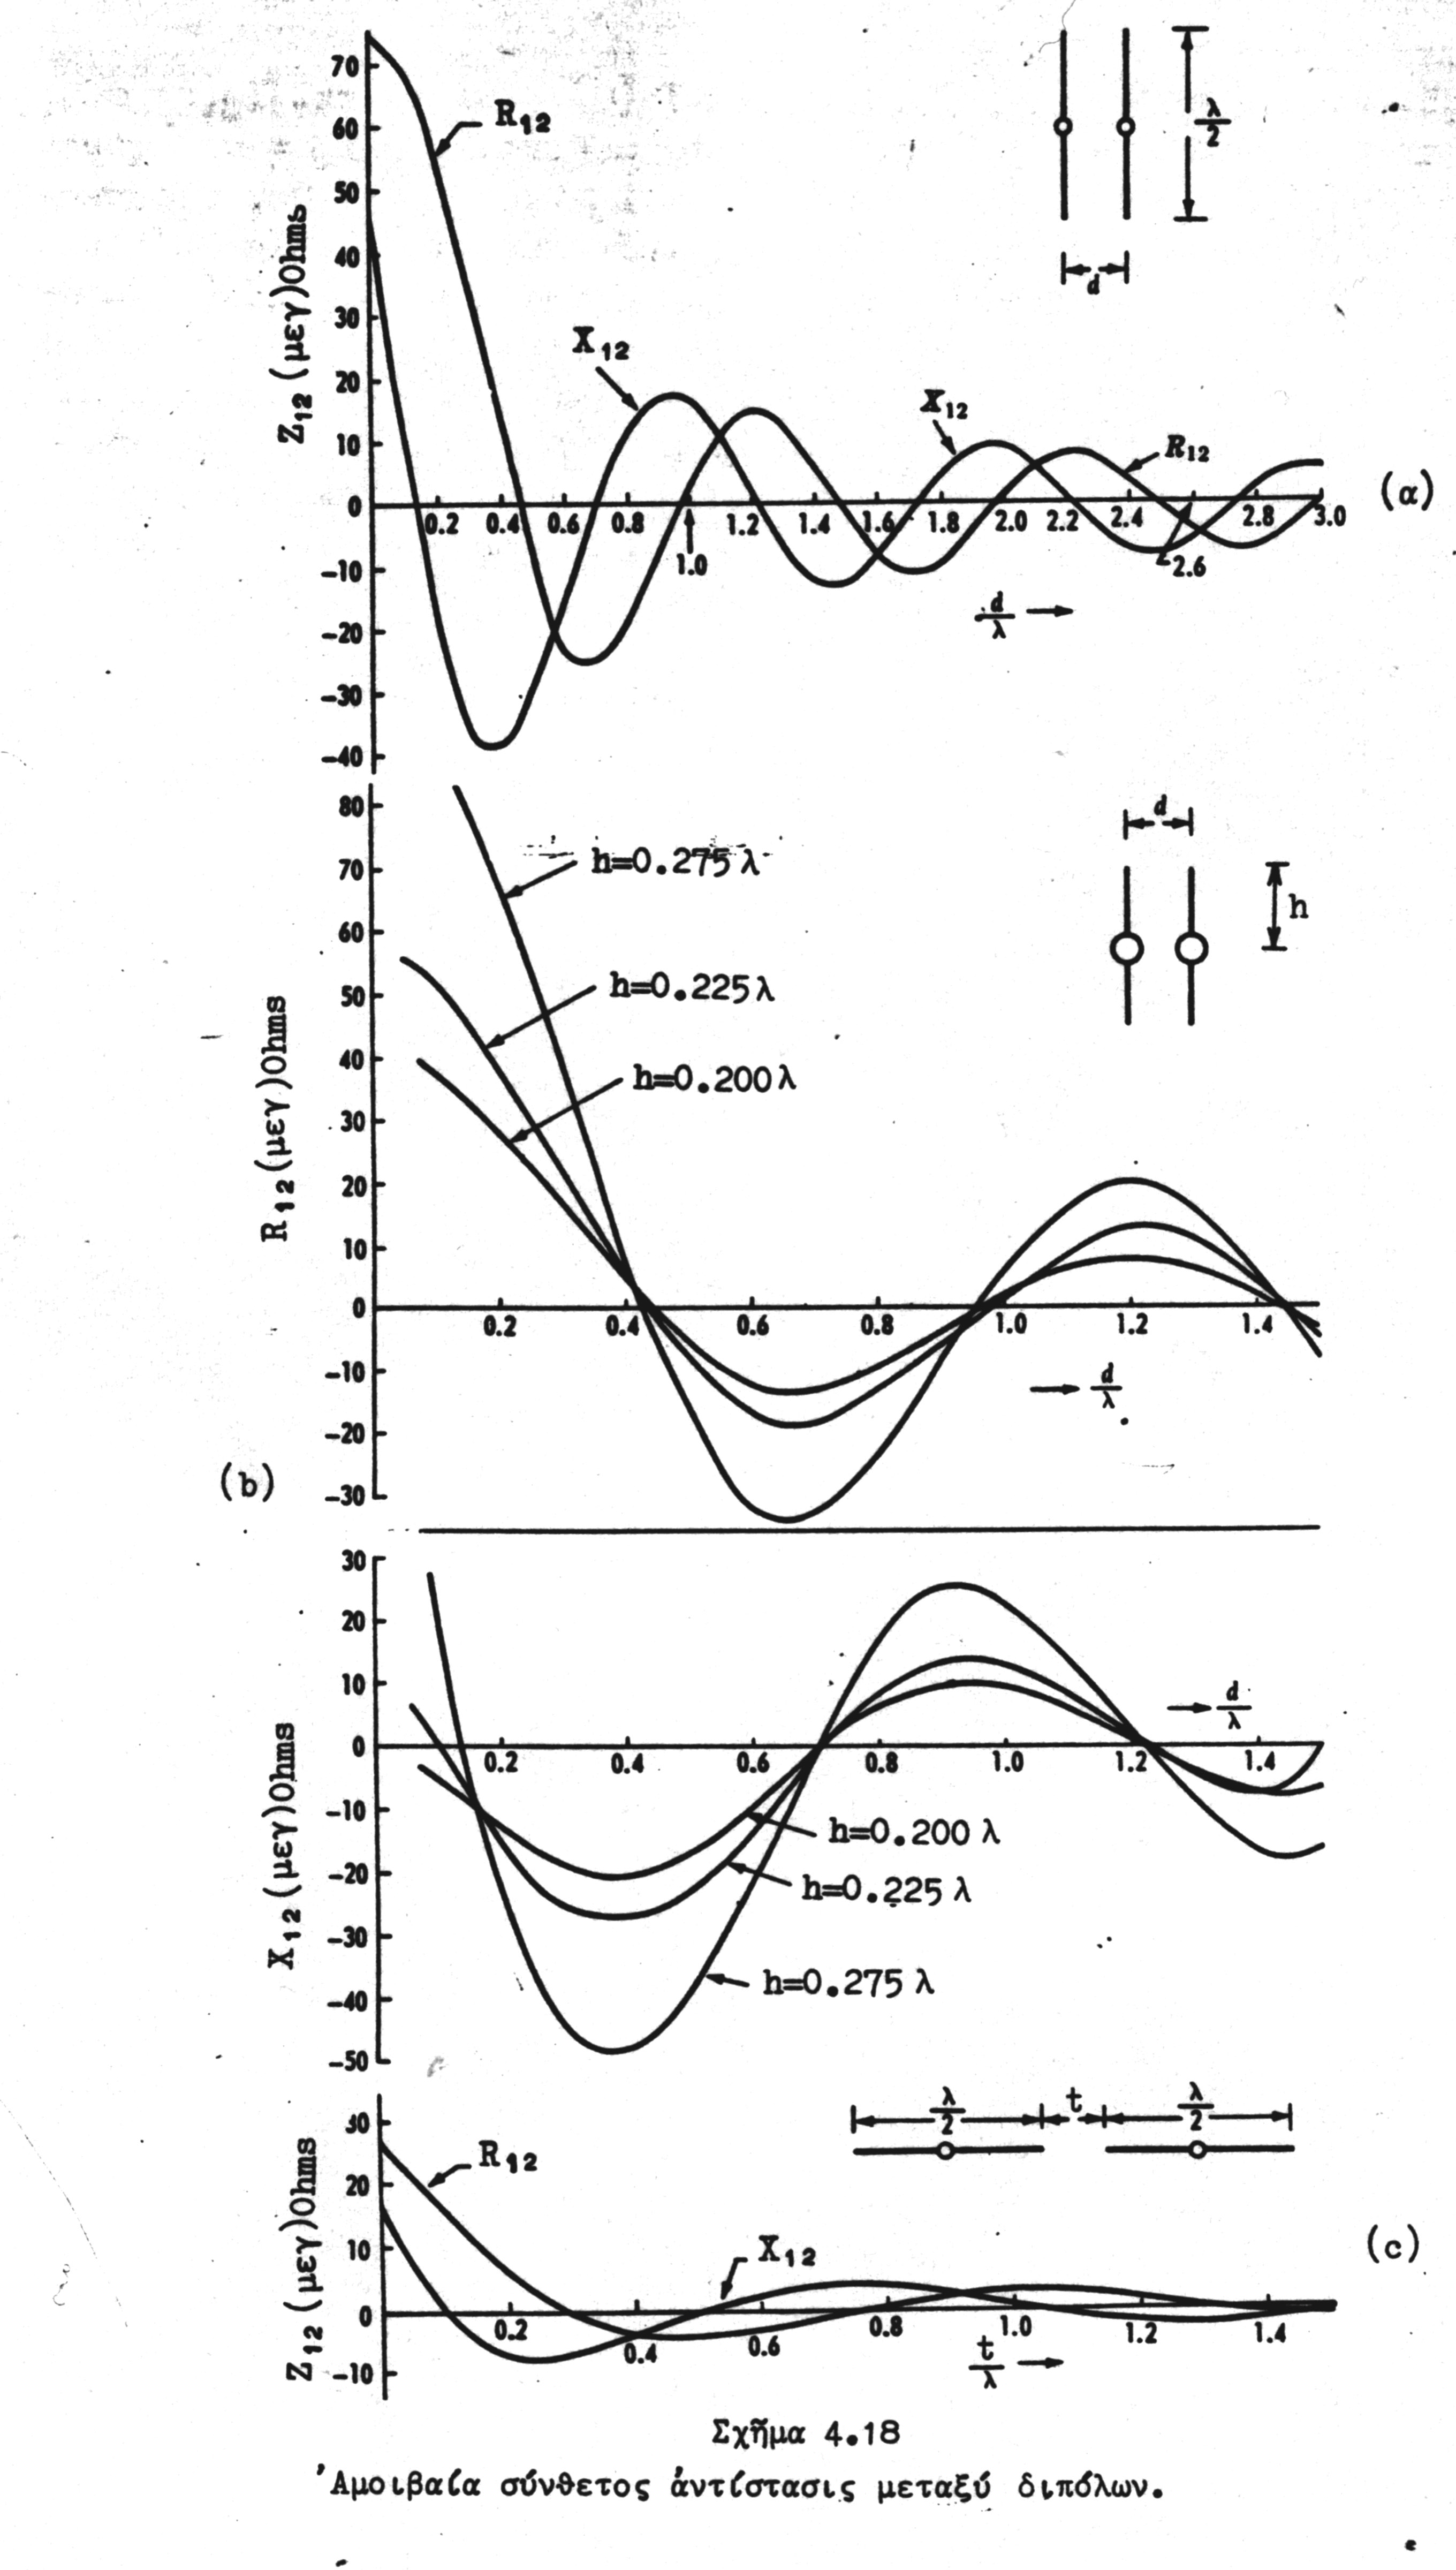 70
60
50
40
30
20
10
0
-10
-20
-30
-40
Z12 (μεγ)Ohms
R12
X12
X12
R12
λ/2
d
0.2 0.4 0.6 0.8 1.2 1.4 1.6 1.8 2.0 2.2 2.4 2.8 3.0
1.0
2.6
d/λ
(α)
80
70
60
50
40
30
20
10
0
-10
-20
-30
R12(μεγ)Ohms
h=0.275 λ
h=0.225λ
h=0.200λ
d
h
0.2 0.4 0.6 0.8 1.0 1.2 1.4
d/λ
(b)
30
20
10
0
-10
-20
-30
-40
-50
X12(μεγ)Ohms
d/λ
0.2 0.4 0.6 0.8 1.0 1.2 1.4
h=0.200 λ
h=0.225 λ
h=0.275 λ
30
20
10
0
-10
Z12 (μεγ)Ohms
λ/2 t λ/2
R12
X12
(c)
0.2 0.4 0.6 0.8 1.0 1.2 1.4
t/λ
Σχῆμα 4.18
Ἀμοιβαία σύνθετος ἀντίστασις μεταξύ διπόλων.